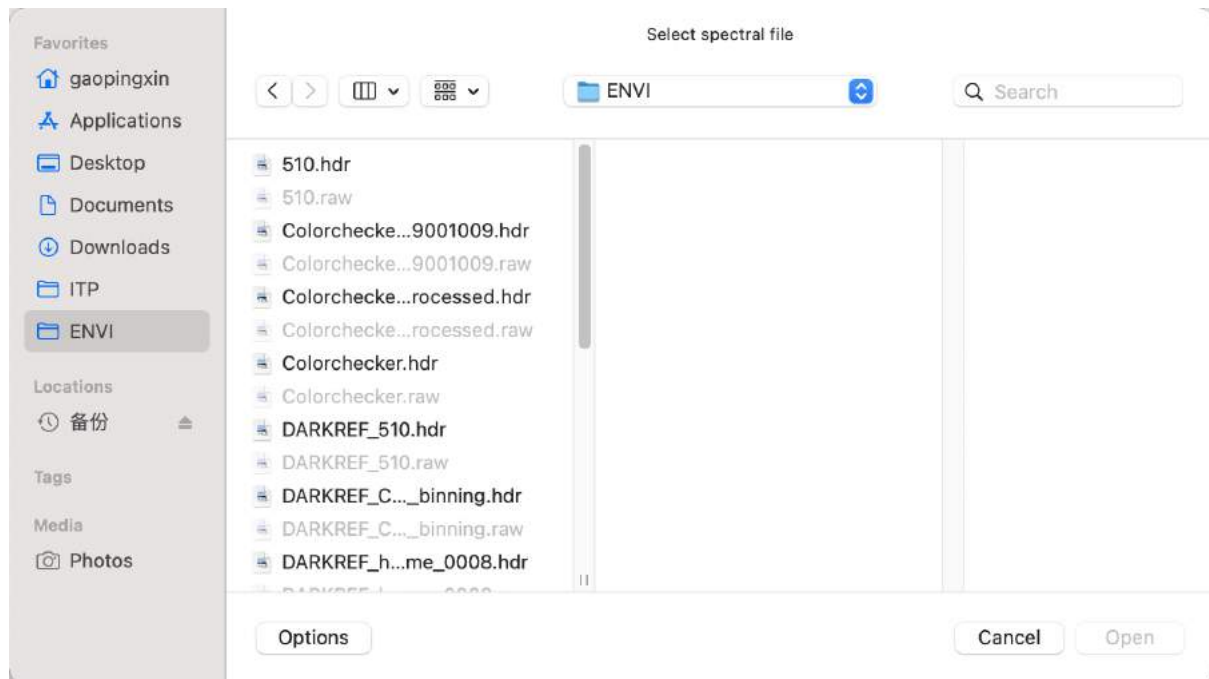 Select spectral file
Favorites
gaopingxin
Applications
Desktop
Documents
Downloads
ITP
ENVI
Locations
备份
Tags
Media
Photos
ENVI
Search
510.hdr
510.raw
Colorchecke...9001009.hdr
Colorchecke...9001009.raw
Colorchecke...rocessed.hdr
Colorchecke...rocessed.raw
Colorchecker.hdr
Colorchecker.raw
DARKREF_510.hdr
DARKREF_510.raw
DARKREF_C..._binning.hdr
DARKREF_C..._binning.raw
DARKREF_h...me_0008.hdr
Options
Cancel
Open